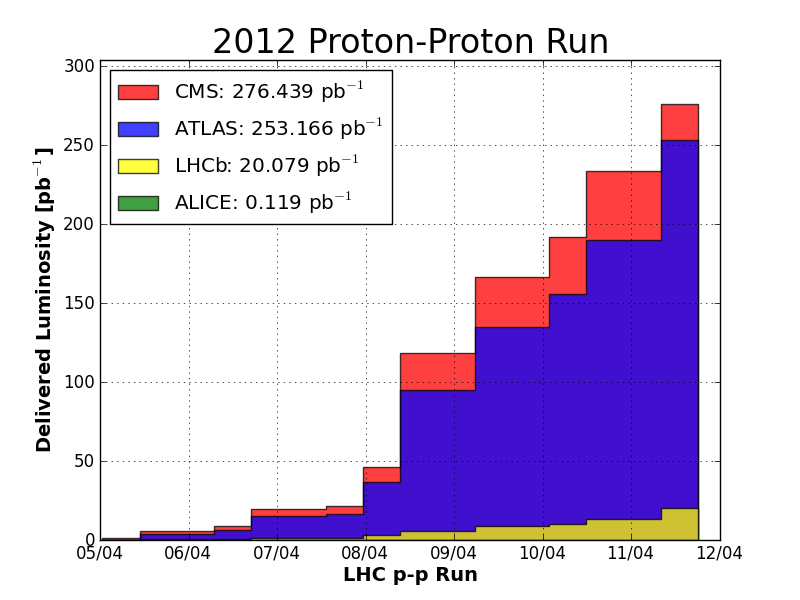 2012 Proton-Proton Run
CMS: 276.439 pb⁻¹
ATLAS: 253.166 pb⁻¹
LHCb: 20.079 pb⁻¹
ALICE: 0.119 pb⁻¹
Delivered Luminosity [pb⁻¹]
300
250
200
150
100
50
0
05/04 06/04 07/04 08/04 09/04 10/04 11/04 12/04
LHC p-p Run